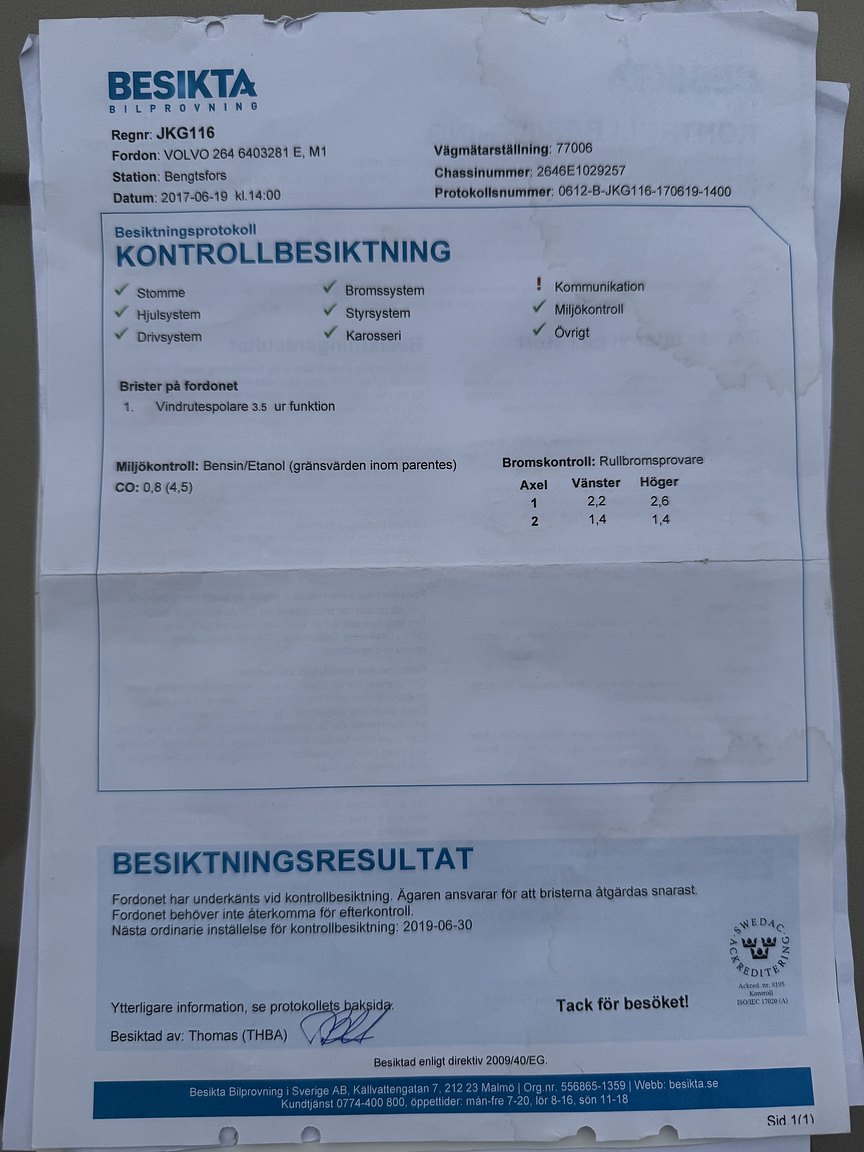 BESIKTA
BILPROVNING
Regnr: JKG116
Fordon: VOLVO 264 6403281 E, M1
Station: Bengtsfors
Datum: 2017-06-19 kl.14:00
Vägmätarställning: 77006
Chassinummer: 2646E1029257
Protokollsnummer: 0612-B-JKG116-170619-1400
Besiktningsprotokoll
KONTROLLBESIKTNING
Stomme
Hjulsystem
Drivsystem
Bromssystem
Styrsystem
Karosseri
! Kommunikation
Miljökontroll
Övrigt
Brister på fordonet
1. Vindrutespolare 3.5 ur funktion
Miljökontroll: Bensin/Etanol (gränsvärden inom parentes)
CO: 0,8 (4,5)
Bromskontroll: Rullbromsprovare
Axel Vänster Höger
1 2,2 2,6
2 1,4 1,4
BESIKTNINGSRESULTAT
Fordonet har underkänts vid kontrollbesiktning. Ägaren ansvarar för att bristerna åtgärdas snarast.
Fordonet behöver inte återkomma för efterkontroll.
Nästa ordinarie inställelse för kontrollbesiktning: 2019-06-30
SWEDAC
ACKREDITERING
Ackred. nr. 8195
Kontroll
ISO/IEC 17020 (A)
Ytterligare information, se protokollets baksida.
Tack för besöket!
Besiktad av: Thomas (THBA)
Besiktad enligt direktiv 2009/40/EG.
Besikta Bilprovning i Sverige AB, Källvattengatan 7, 212 23 Malmö | Org.nr. 556865-1359 | Webb: besikta.se
Kundtjänst 0774-400 800, öppettider: mån-fre 7-20, lör 8-16, sön 11-18
Sid 1(1)